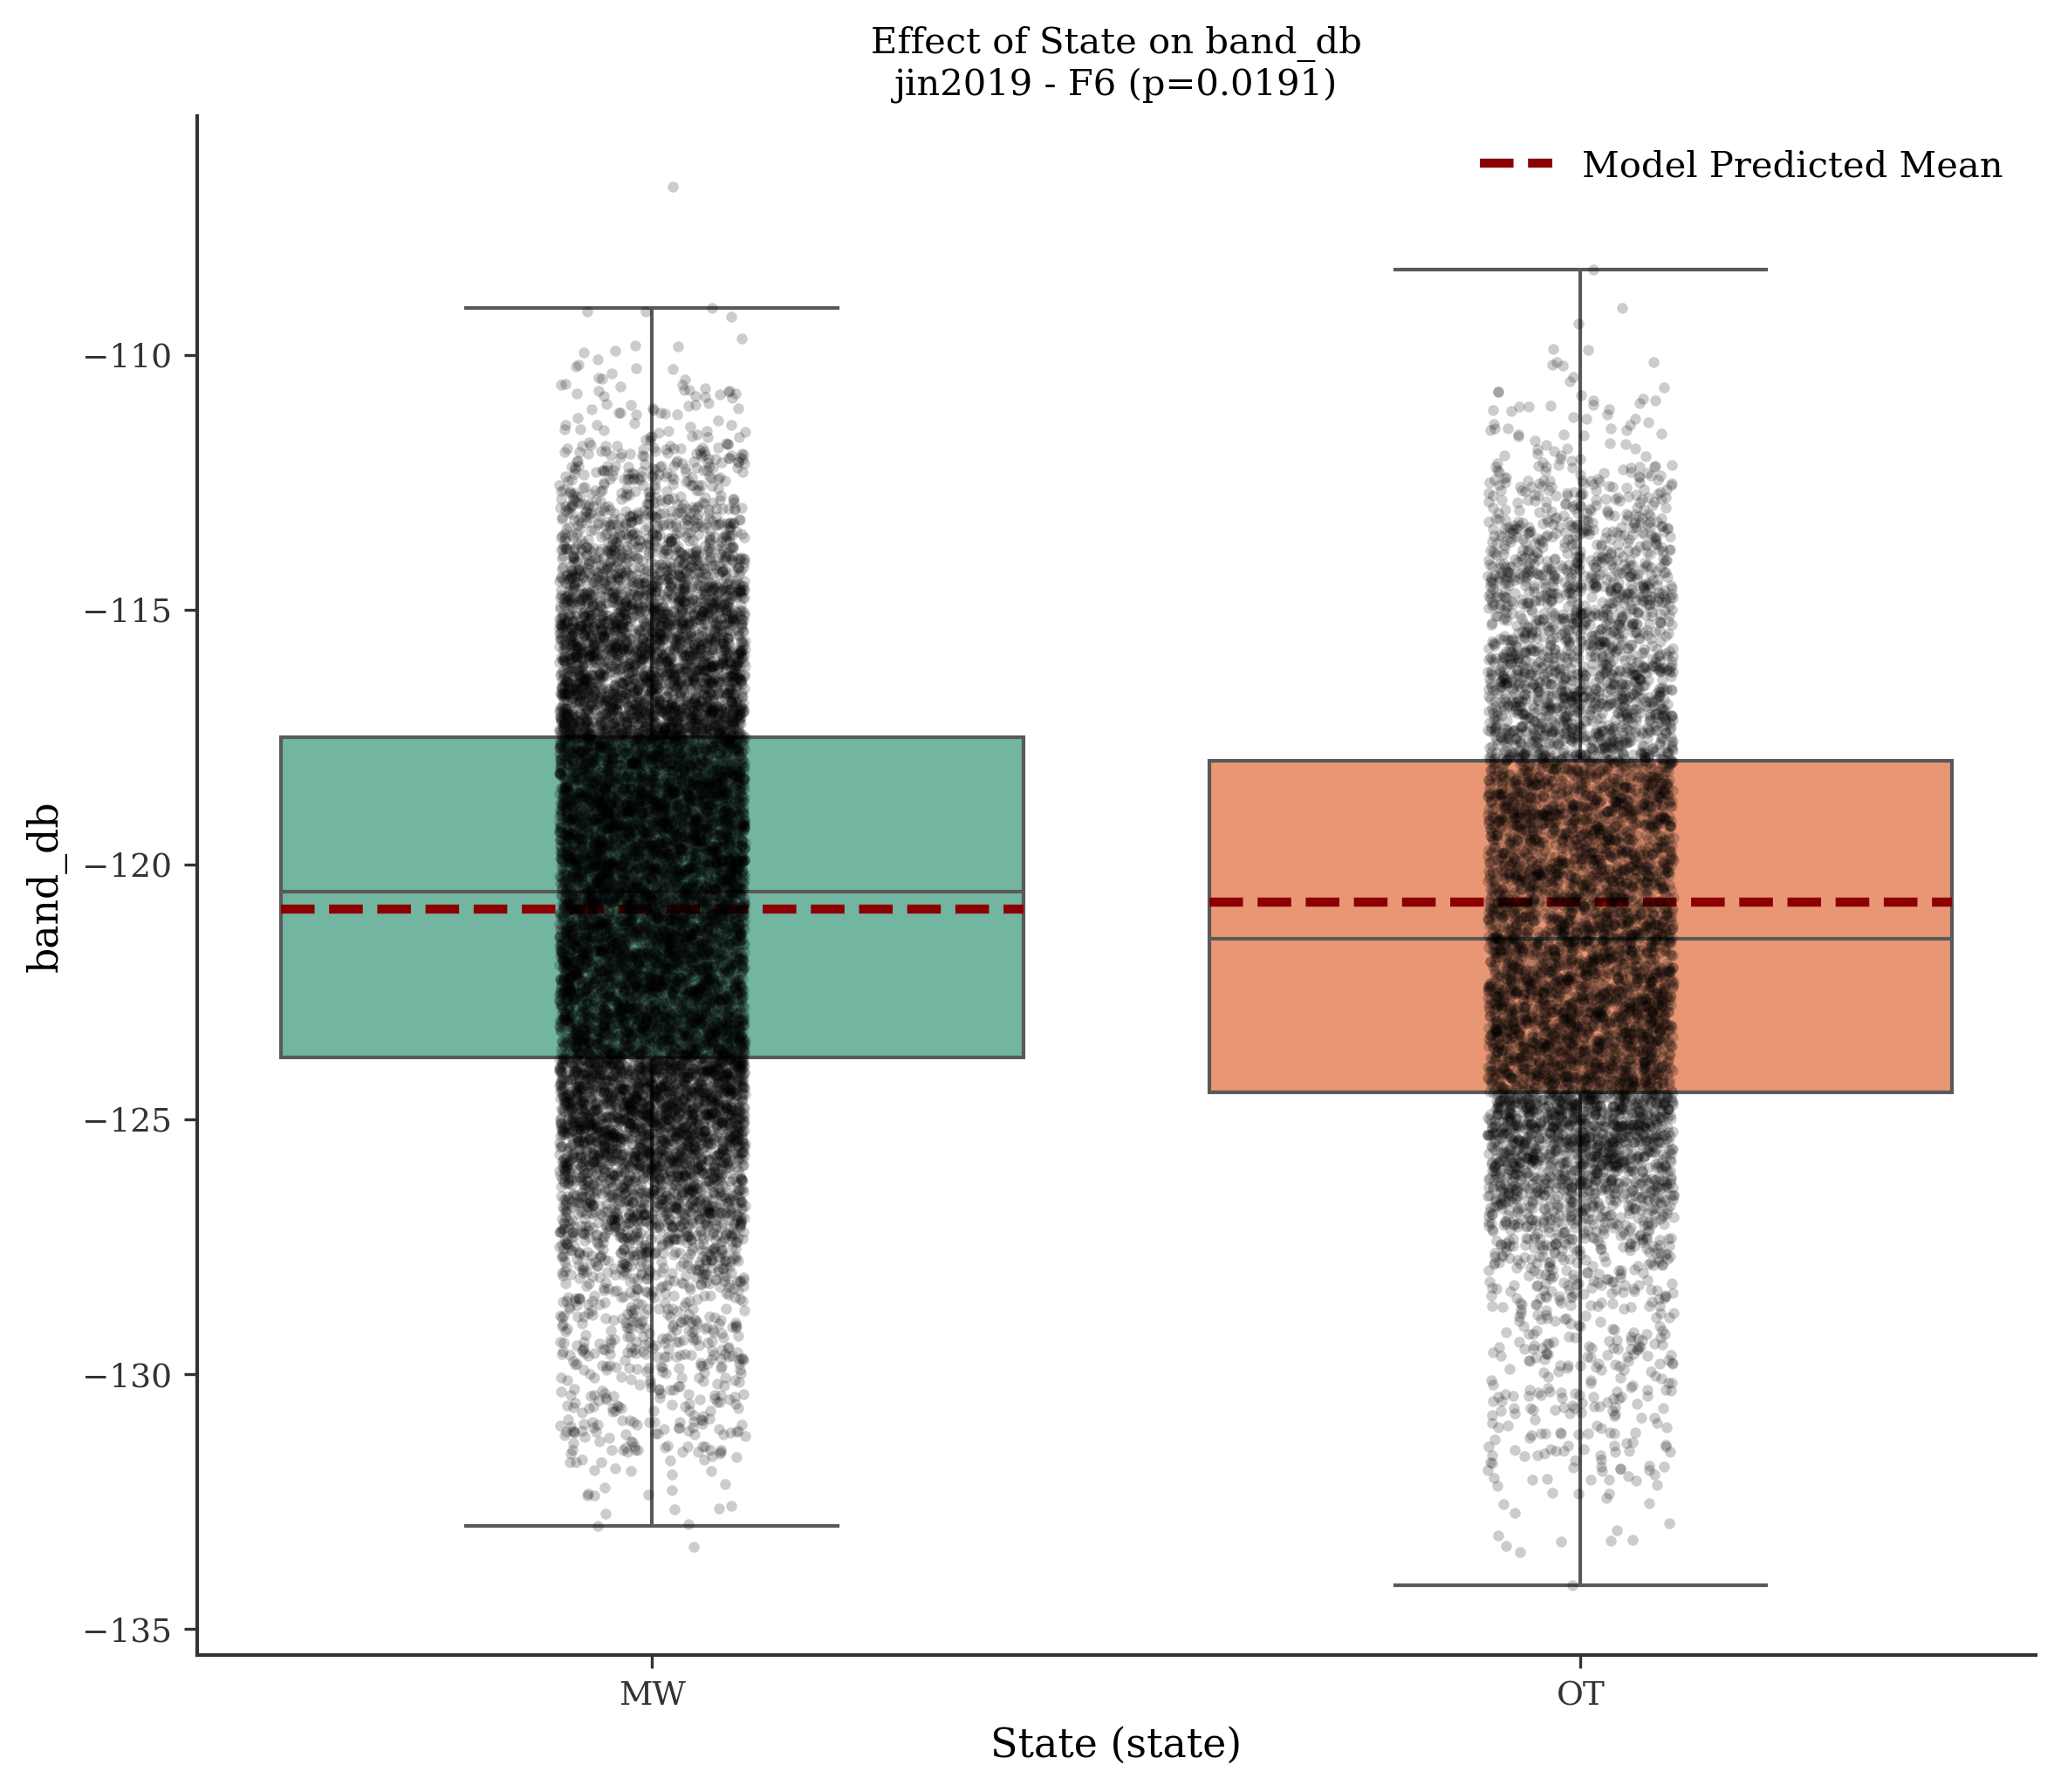 Effect of State on band_db
jin2019 - F6 (p=0.0191)
Model Predicted Mean
band_db
−110
−115
−120
−125
−130
−135
MW
OT
State (state)